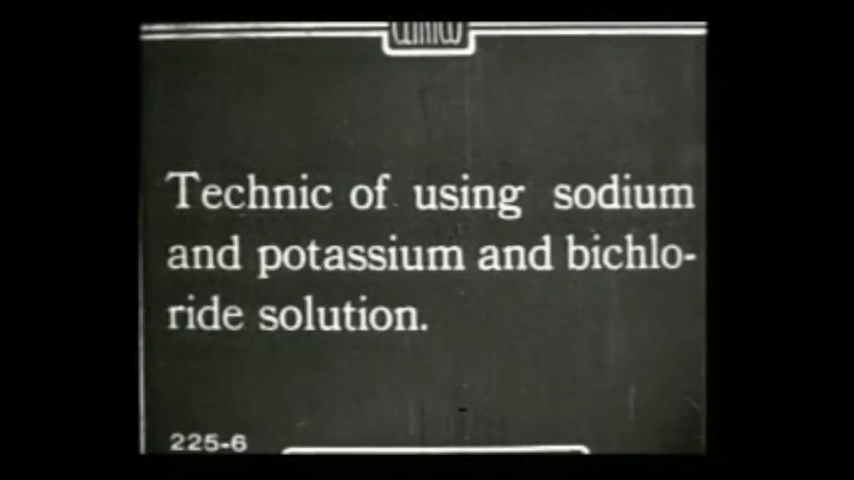 Technic of using sodium
and potassium and bichlo-
ride solution.
225-6